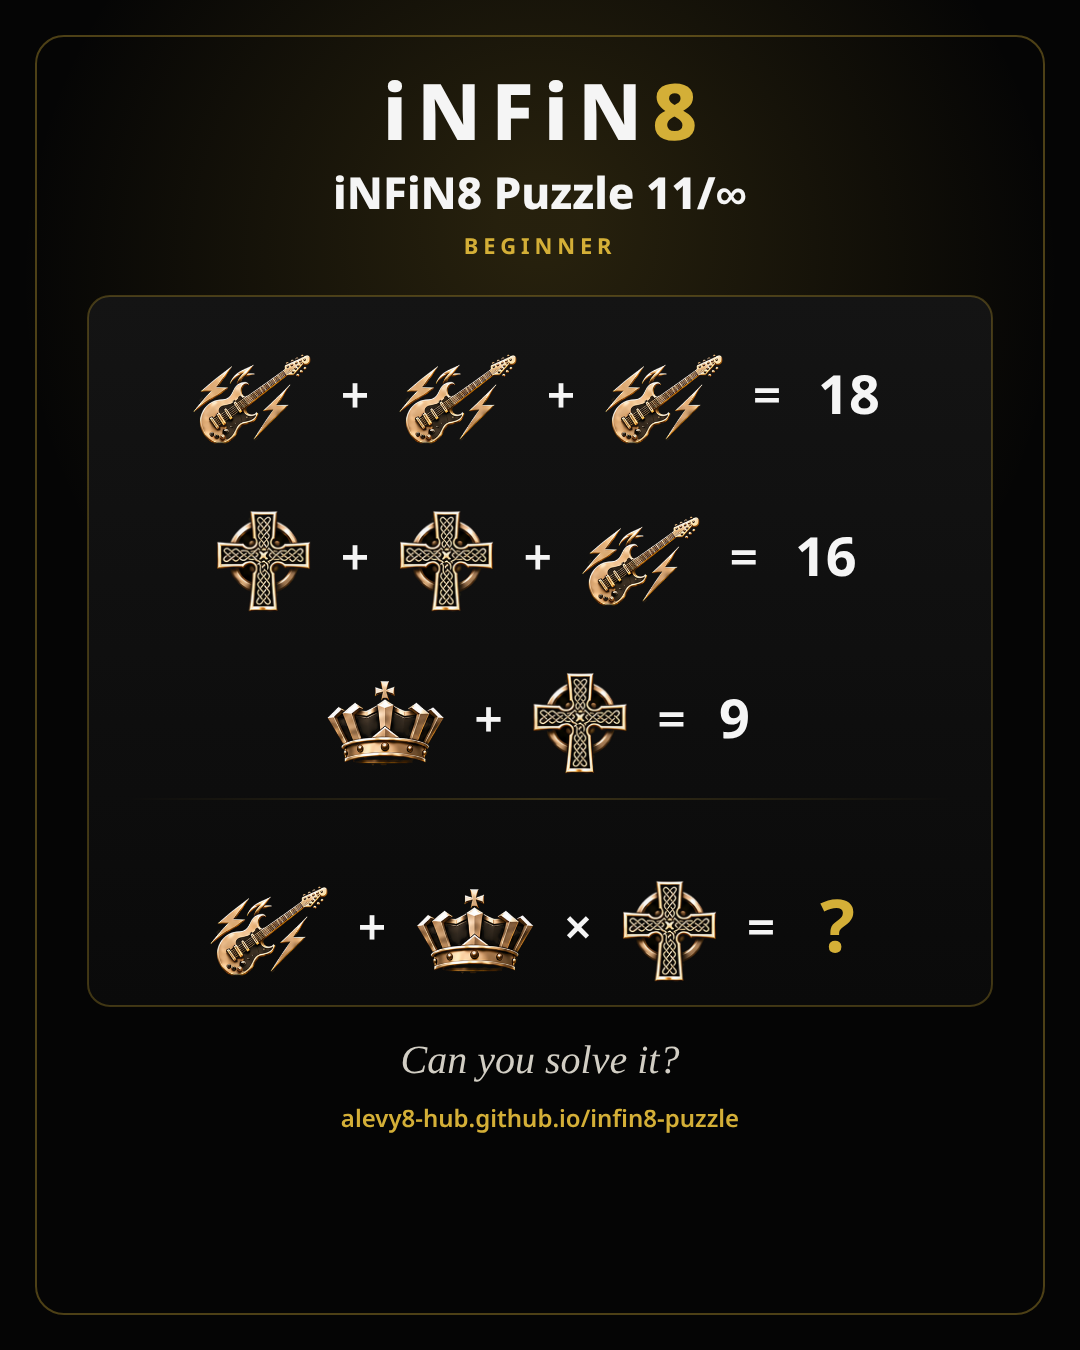 iNFiN8
iNFiN8 Puzzle 11/∞
BEGINNER
+ + = 18
+ + = 16
+ = 9
+ × = ?
Can you solve it?
alevy8-hub.github.io/infin8-puzzle